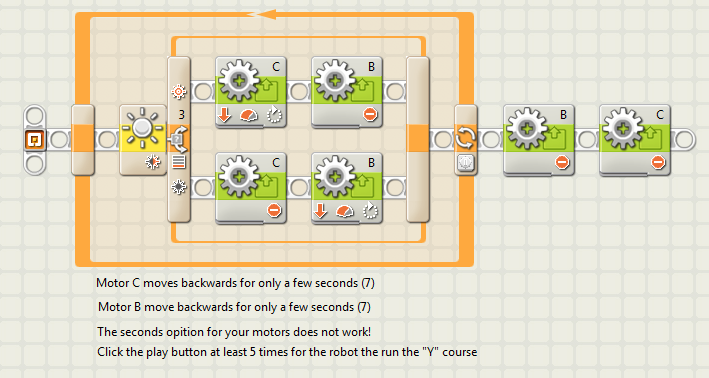 C B
3
C B
B C
Motor C moves backwards for only a few seconds (7)
Motor B move backwards for only a few seconds (7)
The seconds opition for your motors does not work!
Click the play button at least 5 times for the robot the run the "Y" course